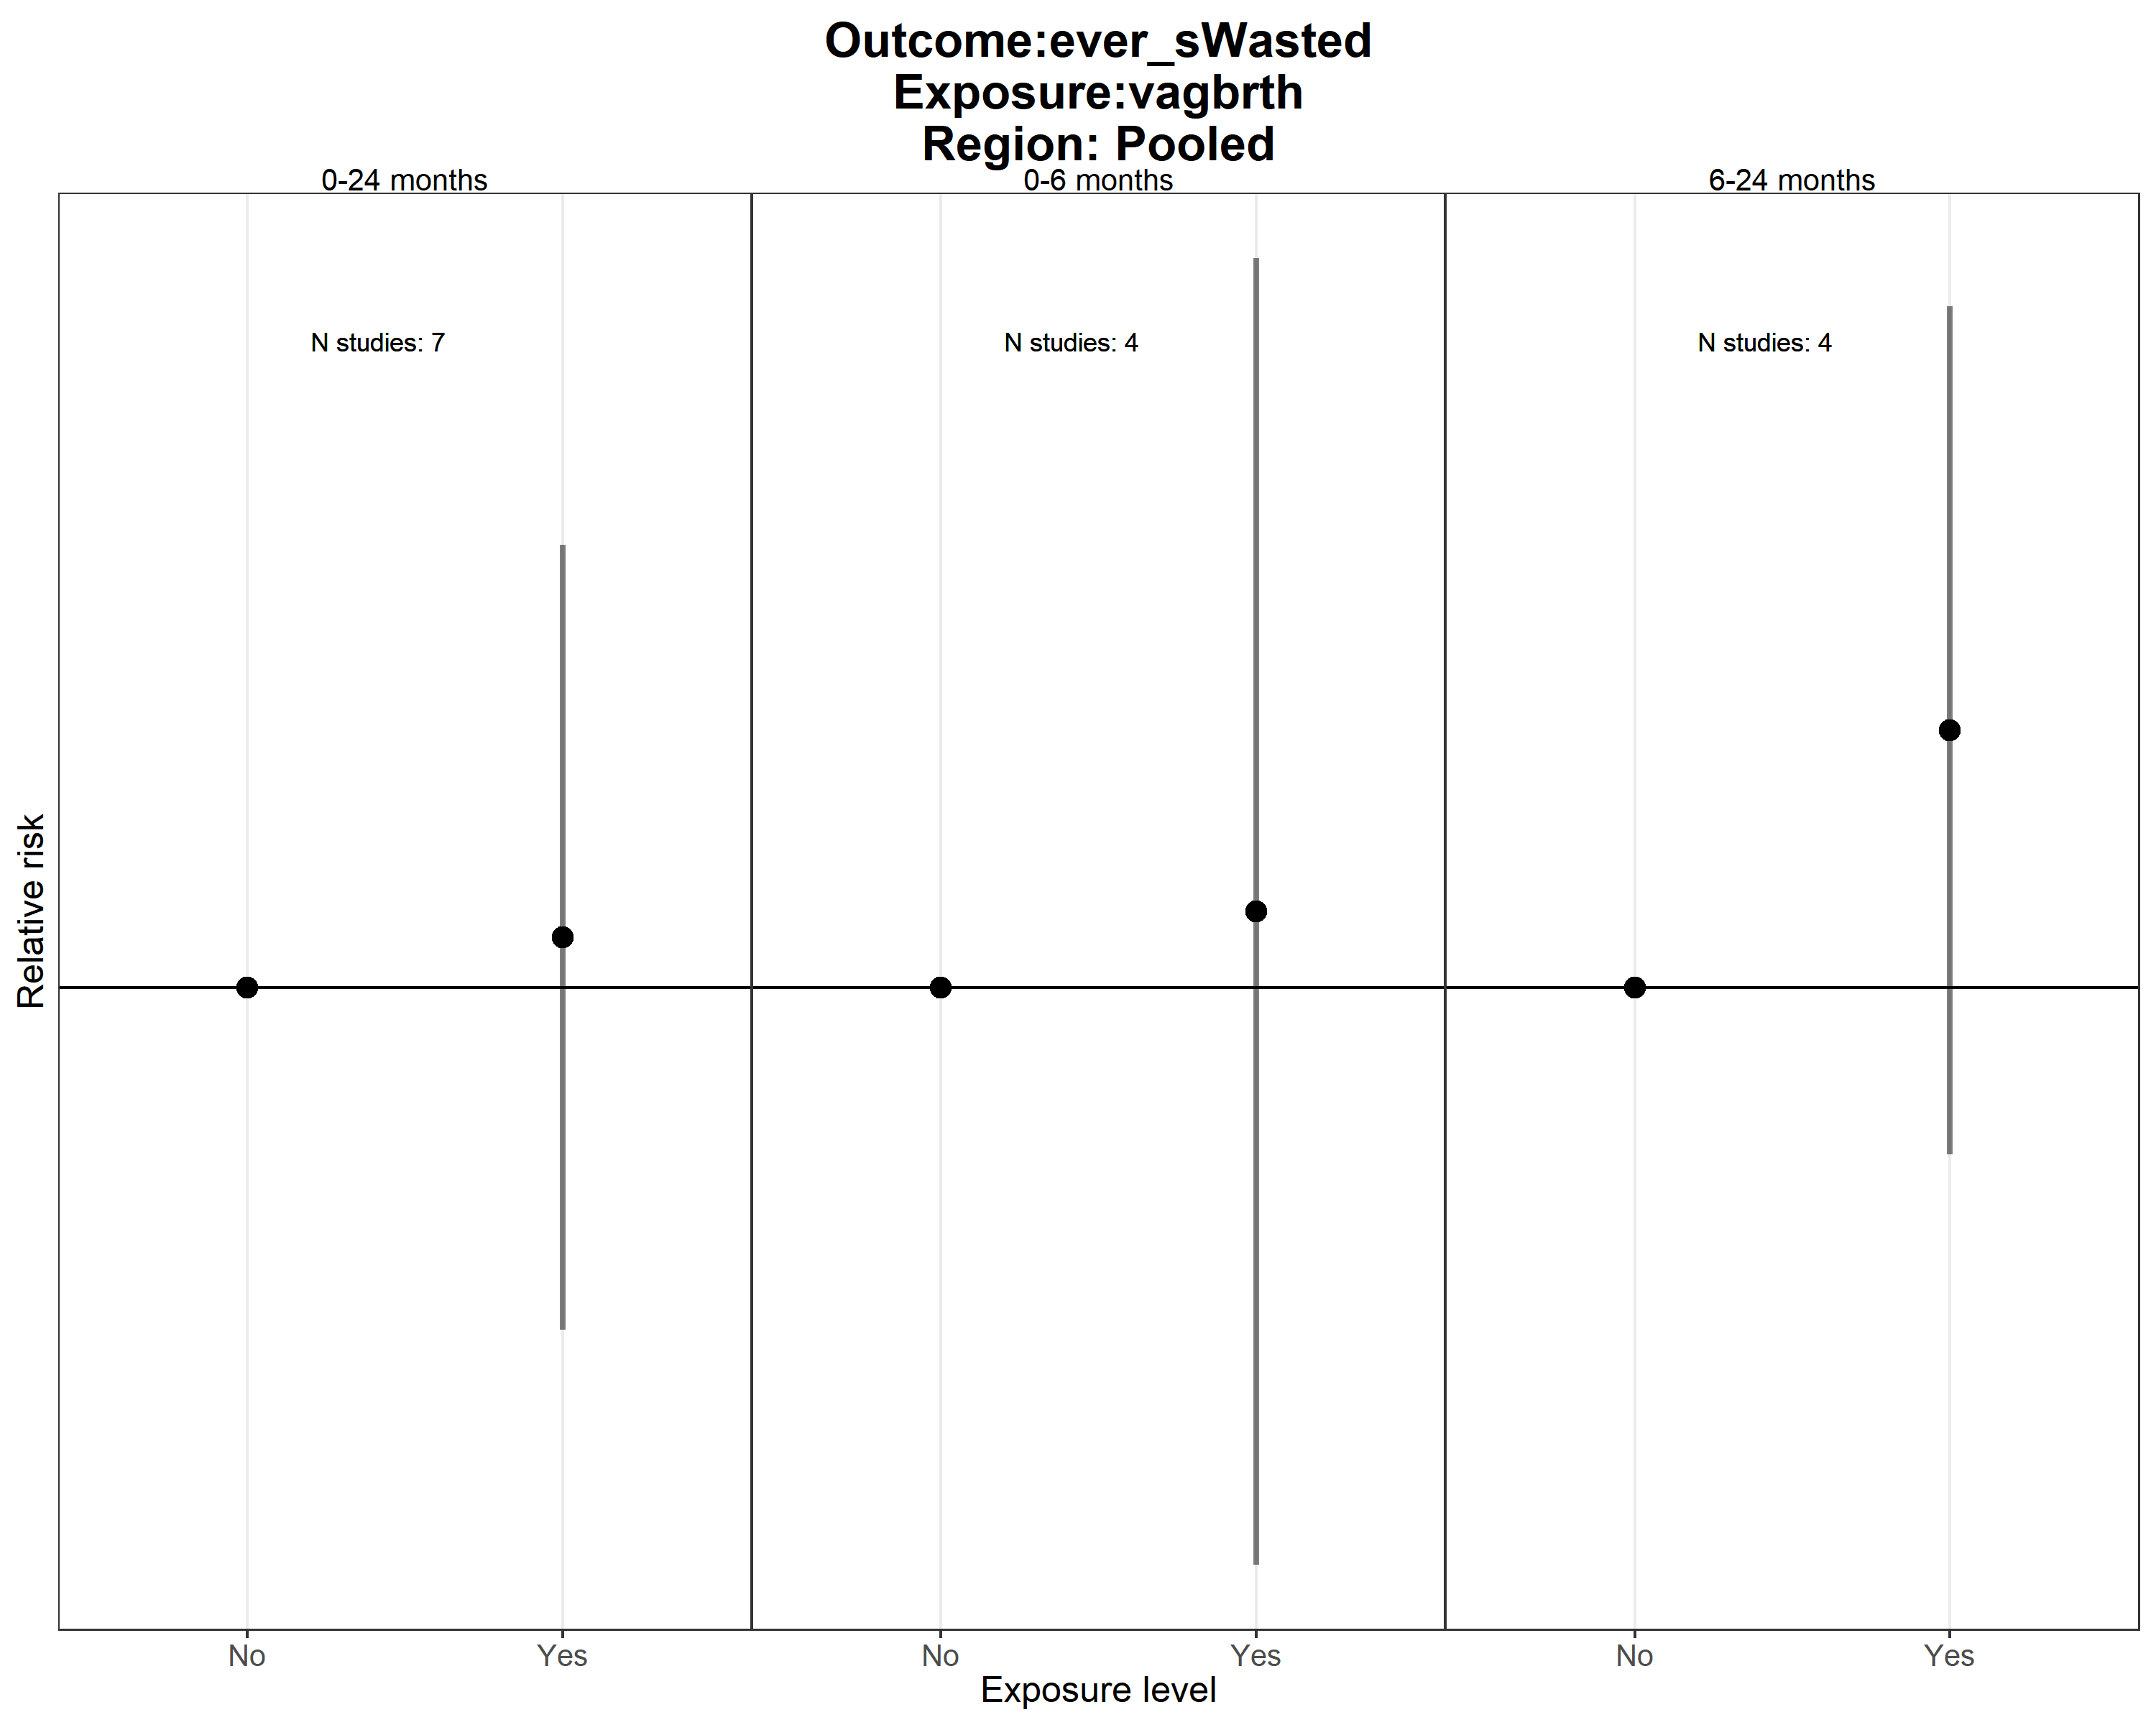 Outcome:ever_sWasted
Exposure:vagbrth
Region: Pooled
0-24 months
0-6 months
6-24 months
N studies: 7
N studies: 4
N studies: 4
Relative risk
No
Yes
No
Yes
No
Yes
Exposure level